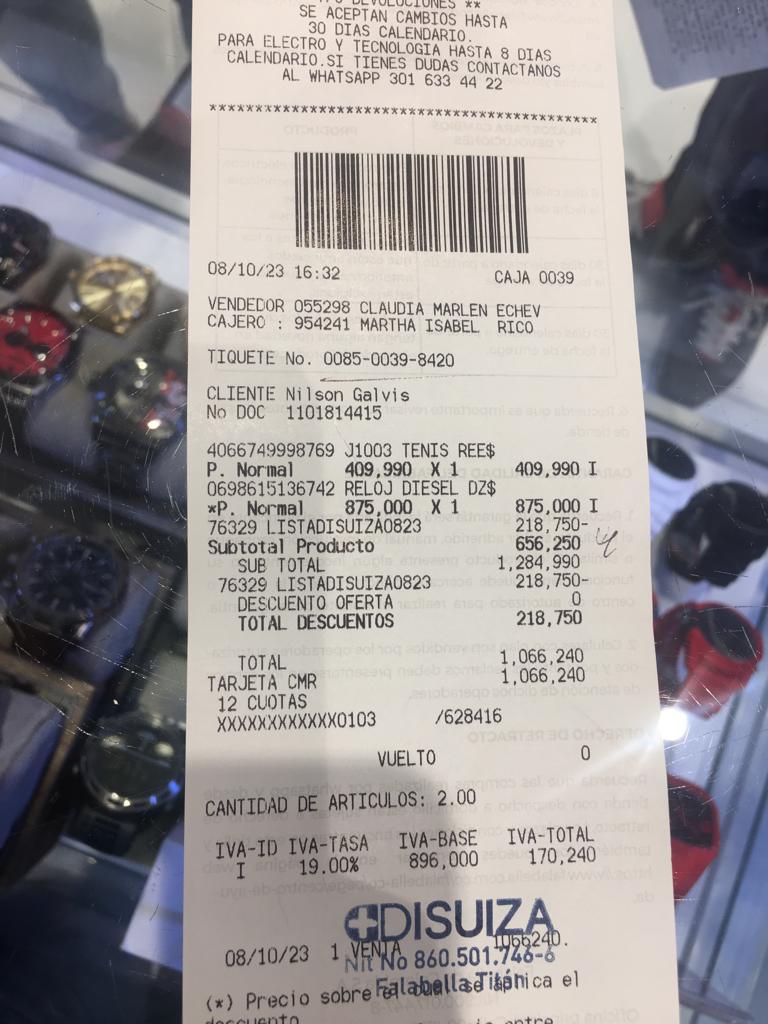 DEVOLUCIONES **
SE ACEPTAN CAMBIOS HASTA
30 DIAS CALENDARIO.
PARA ELECTRO Y TECNOLOGIA HASTA 8 DIAS
CALENDARIO.SI TIENES DUDAS CONTACTANOS
AL WHATSAPP 301 633 44 22
******************************************
08/10/23 16:32 CAJA 0039
VENDEDOR 055298 CLAUDIA MARLEN ECHEV
CAJERO : 954241 MARTHA ISABEL RICO
TIQUETE No. 0085-0039-8420
CLIENTE Nilson Galvis
No DOC 1101814415
4066749998769 J1003 TENIS REE$
P. Normal 409,990 X 1 409,990 I
0698615136742 RELOJ DIESEL DZ$
*P. Normal 875,000 X 1 875,000 I
76329 LISTADISUIZA0823 218,750-
Subtotal Producto 656,250
SUB TOTAL 1,284,990
76329 LISTADISUIZA0823 218,750-
DESCUENTO OFERTA 0
TOTAL DESCUENTOS 218,750
TOTAL 1,066,240
TARJETA CMR 1,066,240
12 CUOTAS
XXXXXXXXXXXX0103 /628416
VUELTO 0
CANTIDAD DE ARTICULOS: 2.00
IVA-ID IVA-TASA IVA-BASE IVA-TOTAL
I 19.00% 896,000 170,240
DISUIZA
08/10/23 1 VENTA 1066240.
Nit No 860.501.746-6
Falabella Titán
(*) Precio sobre el cual se aplica el
descuento